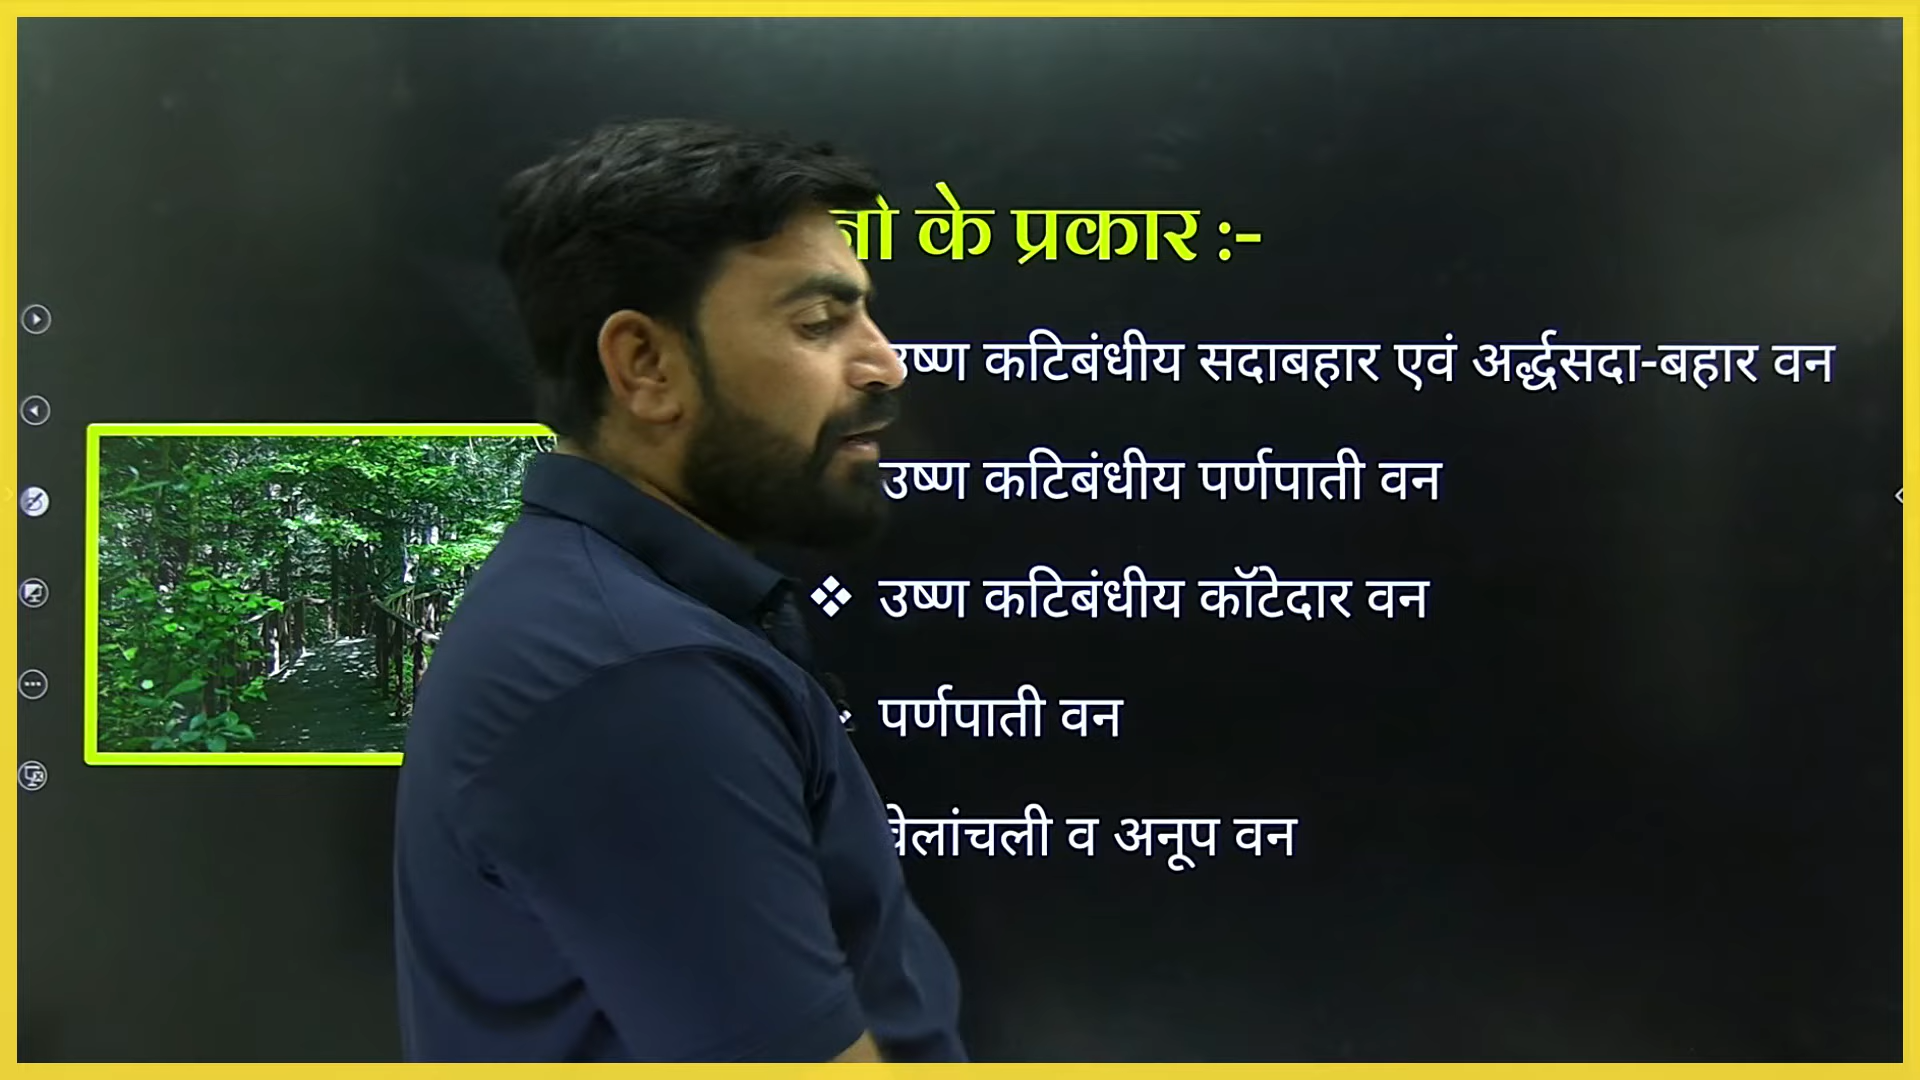 के प्रकार :-
उष्ण कटिबंधीय सदाबहार एवं अर्द्धसदा-बहार वन
उष्ण कटिबंधीय पर्णपाती वन
उष्ण कटिबंधीय कॉटेदार वन
पर्णपाती वन
वेलांचली व अनूप वन